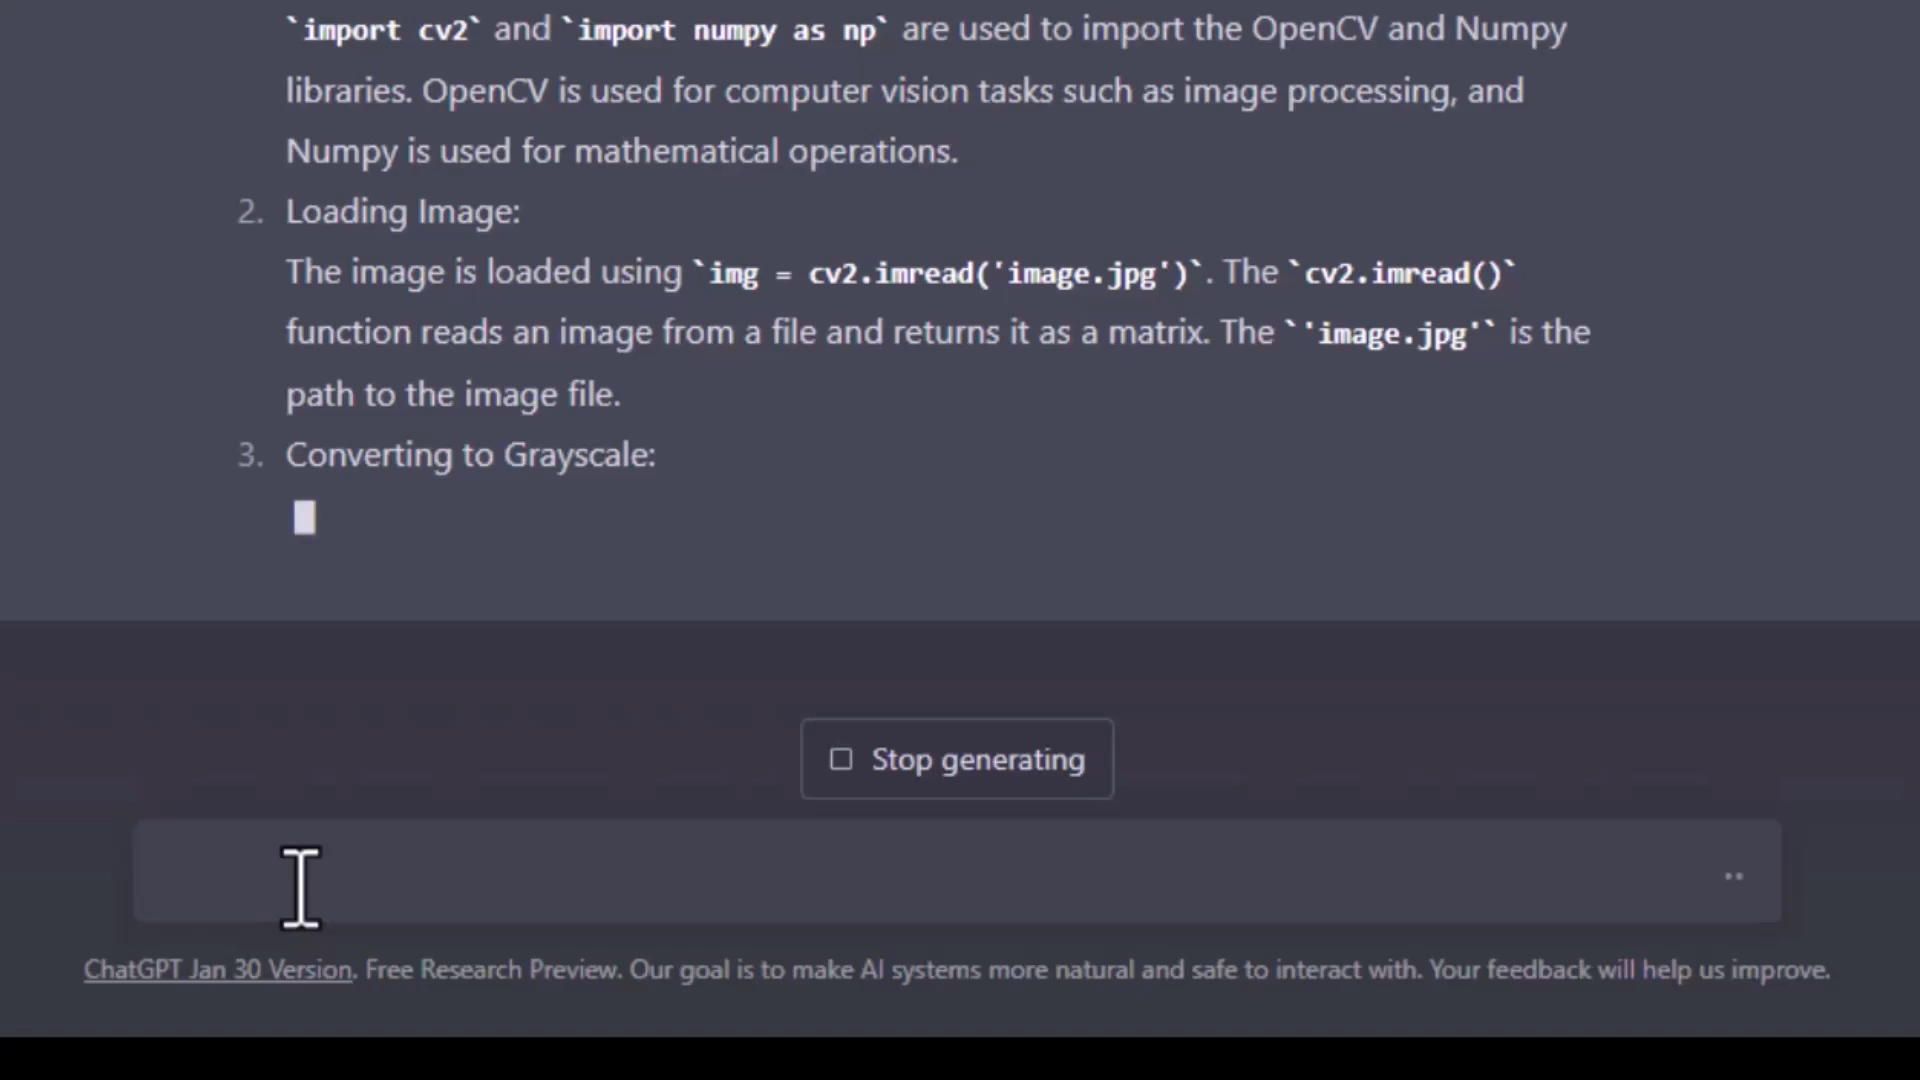 `import cv2` and `import numpy as np` are used to import the OpenCV and Numpy
libraries. OpenCV is used for computer vision tasks such as image processing, and
Numpy is used for mathematical operations.
2. Loading Image:
The image is loaded using `img = cv2.imread('image.jpg')`. The `cv2.imread()`
function reads an image from a file and returns it as a matrix. The `'image.jpg'` is the
path to the image file.
3. Converting to Grayscale:
Stop generating
ChatGPT Jan 30 Version. Free Research Preview. Our goal is to make AI systems more natural and safe to interact with. Your feedback will help us improve.